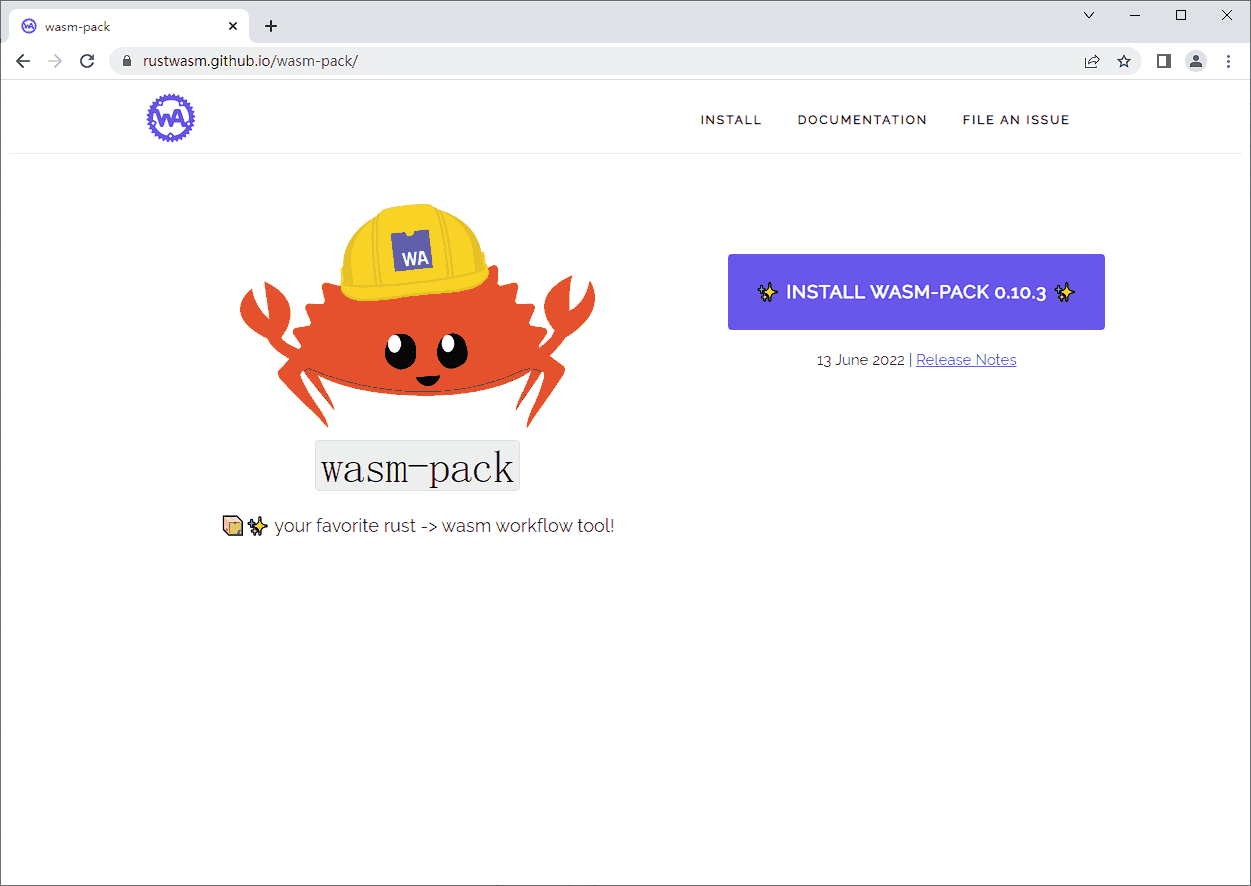 wasm-pack
rustwasm.github.io/wasm-pack/
WA
INSTALL DOCUMENTATION FILE AN ISSUE
WA
✨ INSTALL WASM-PACK 0.10.3 ✨
13 June 2022 | Release Notes
wasm-pack
📦✨ your favorite rust -> wasm workflow tool!